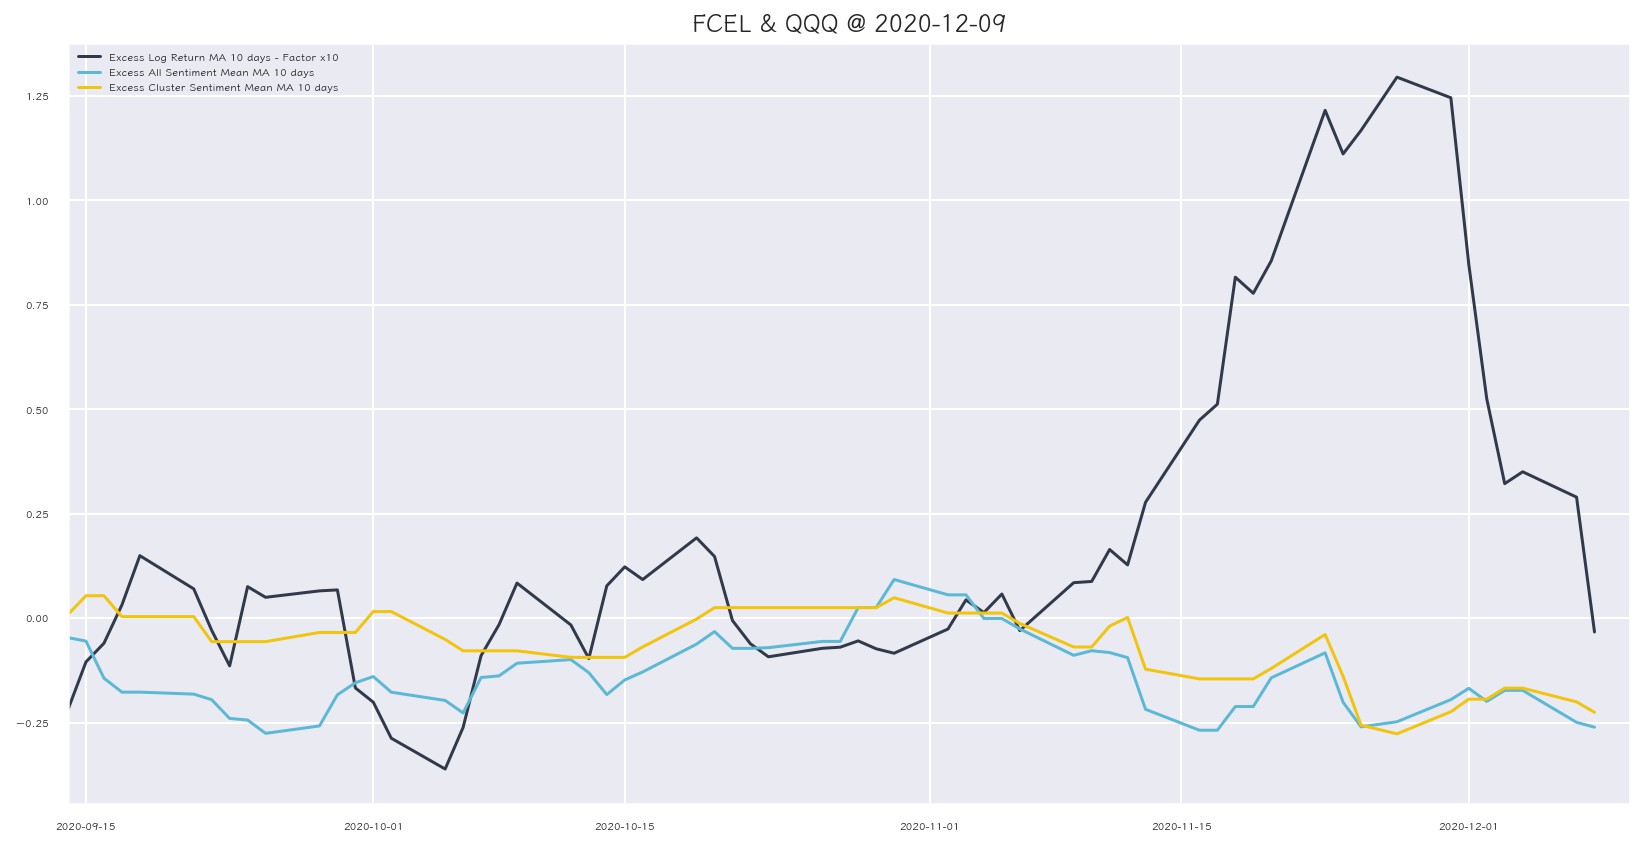 FCEL & QQQ @ 2020-12-09
Excess Log Return MA 10 days - Factor x10
Excess All Sentiment Mean MA 10 days
Excess Cluster Sentiment Mean MA 10 days
1.25
1.00
0.75
0.50
0.25
0.00
−0.25
2020-09-15 2020-10-01 2020-10-15 2020-11-01 2020-11-15 2020-12-01